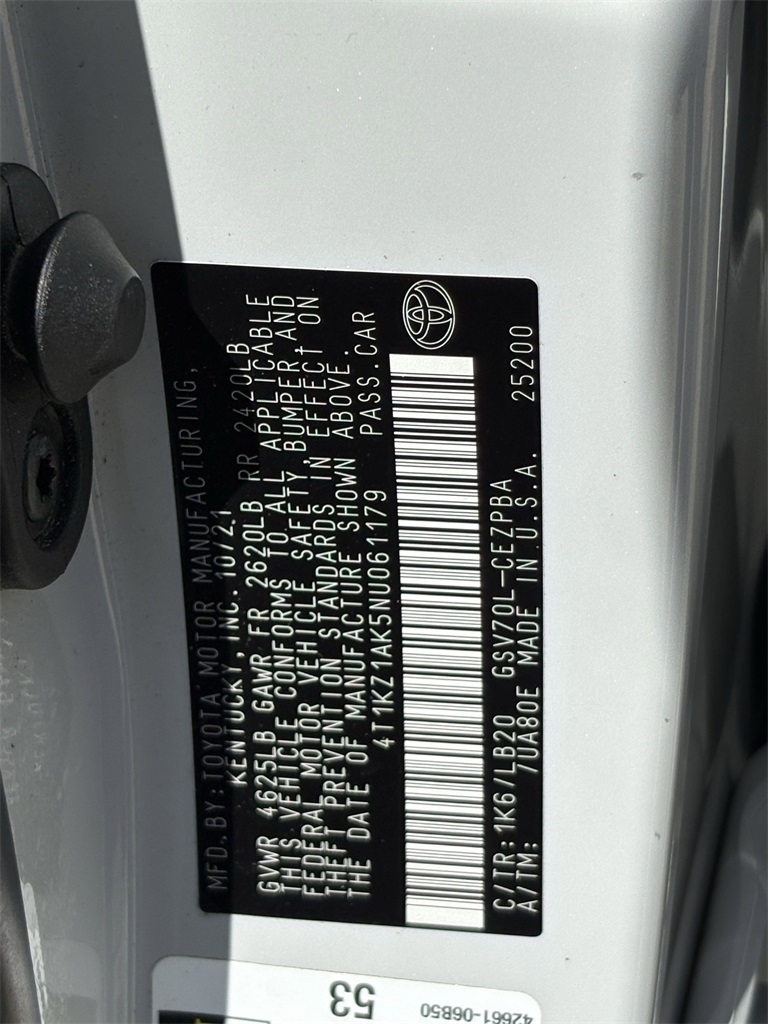 MFD. BY: TOYOTA MOTOR MANUFACTURING,
KENTUCKY, INC. 10/21
GVWR 4625LB GAWR FR 2620LB RR 2420LB
THIS VEHICLE CONFORMS TO ALL APPLICABLE
FEDERAL MOTOR VEHICLE SAFETY, BUMPER, AND
THEFT PREVENTION STANDARDS IN EFFECT ON
THE DATE OF MANUFACTURE SHOWN ABOVE.
4T1KZ1AK5NU061179 PASS.CAR
C/TR: 1K6/LB20 GSV70L-CEZPBA 25200
A/TM: 7UA80E MADE IN U.S.A.
53
42661-06B50